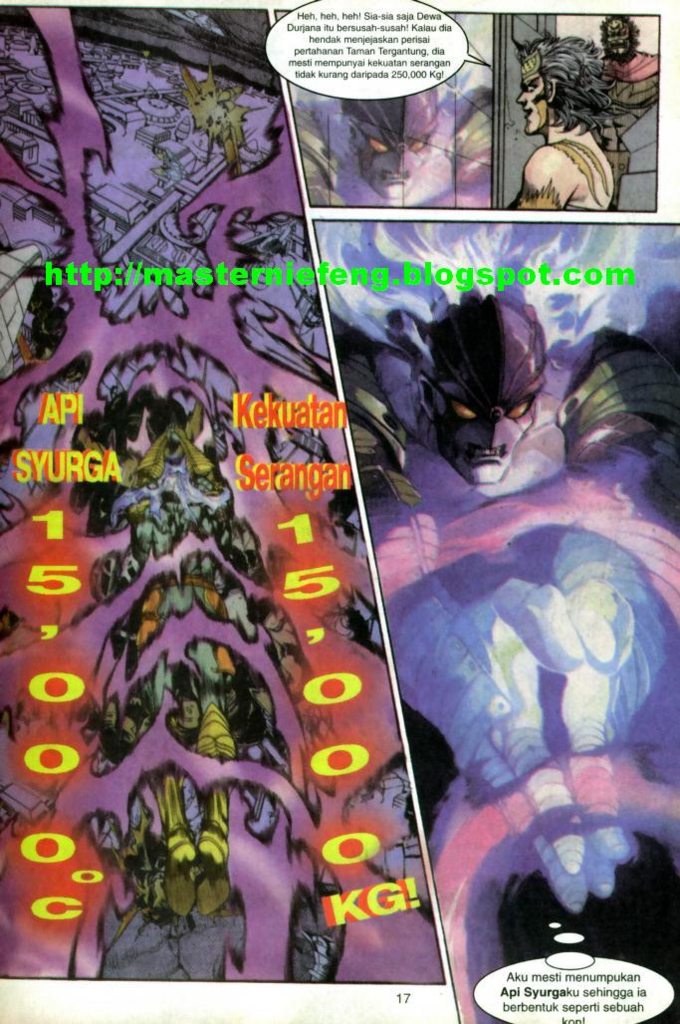 Heh, heh, heh! Sia-sia saja Dewa
Durjana itu bersusah-susah! Kalau dia
hendak menjejaskan perisai
pertahanan Taman Tergantung, dia
mesti mempunyai kekuatan serangan
tidak kurang daripada 250,000 Kg!
http://masterniefeng.blogspot.com
API
SYURGA
15,000°C
Kekuatan
Serangan
15,000
KG!
Aku mesti menumpukan
Api Syurgaku sehingga ia
berbentuk seperti sebuah
kon!
17